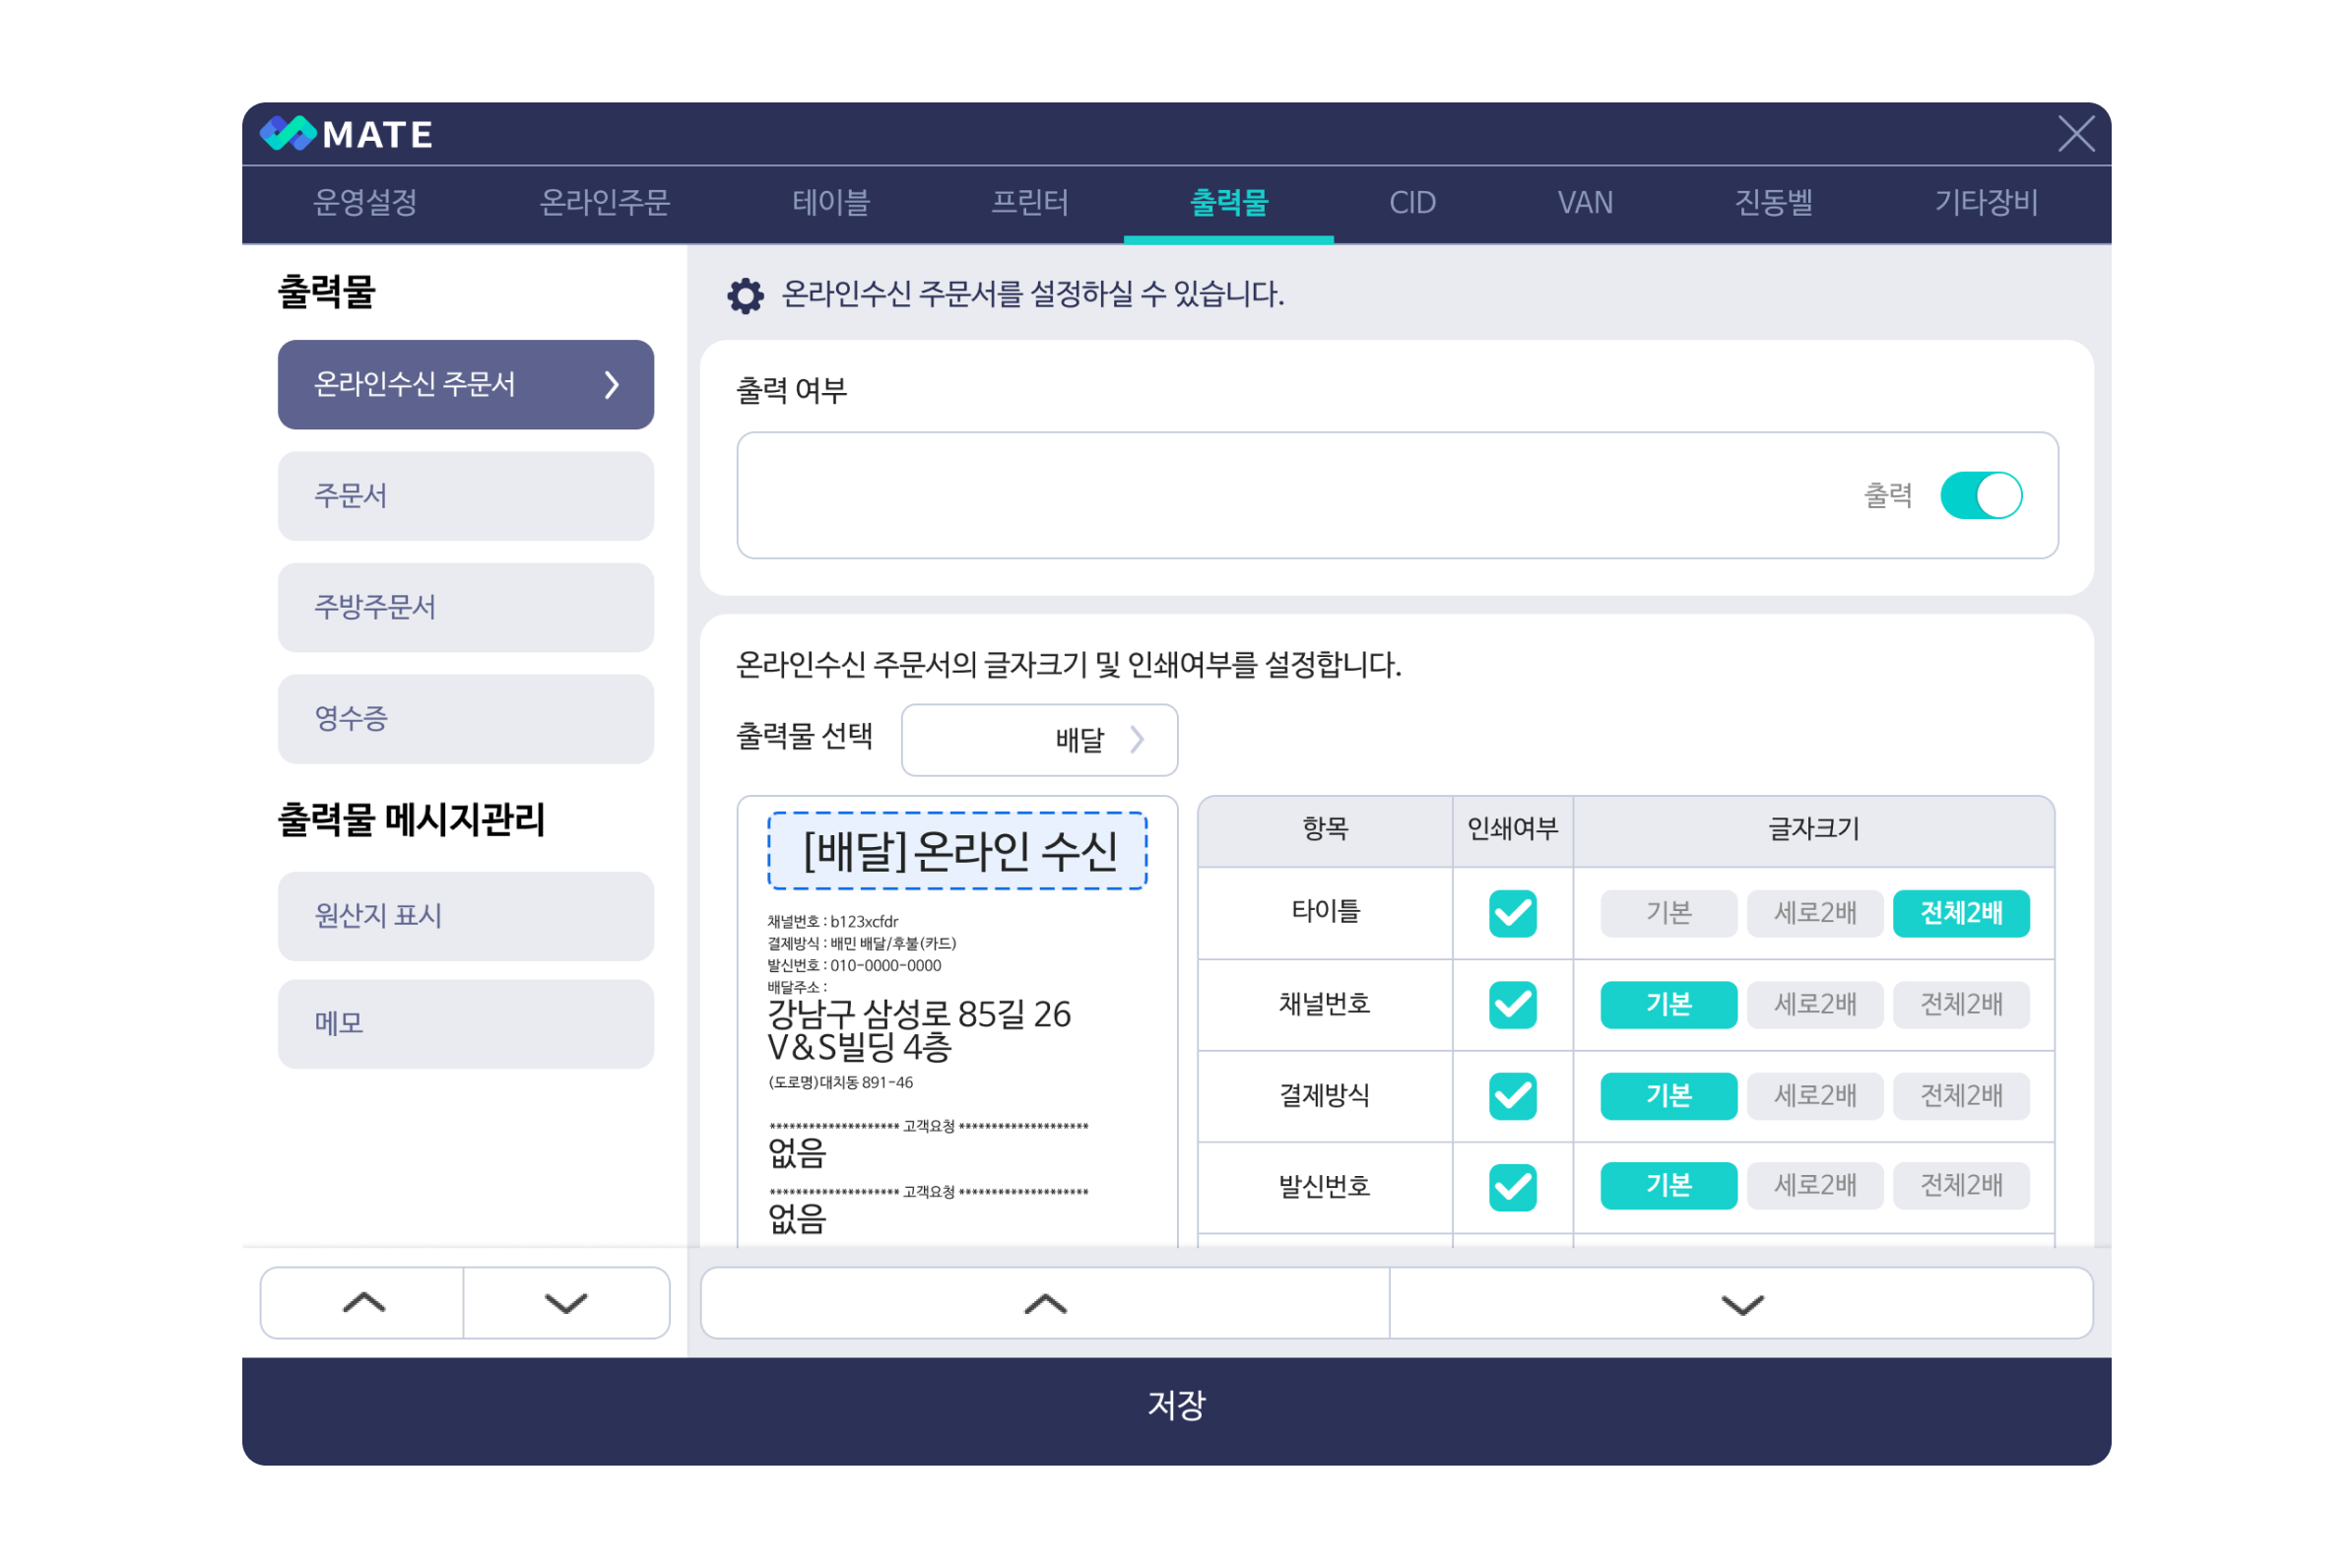 MATE
운영설정 온라인주문 테이블 프린터 출력물 CID VAN 진동벨 기타장비
출력물
온라인수신 주문서
주문서
주방주문서
영수증
출력물 메시지관리
원산지 표시
메모
온라인수신 주문서를 설정하실 수 있습니다.
출력 여부
출력
온라인수신 주문서의 글자크기 및 인쇄여부를 설정합니다.
출력물 선택 배달
[배달] 온라인 수신
채널번호 : b123xcfdr
결제방식 : 배민 배달/후불(카드)
발신번호 : 010-0000-0000
배달주소 :
강남구 삼성로 85길 26
V&S빌딩 4층
(도로명)대치동 891-46
******************** 고객요청 ********************
없음
******************** 고객요청 ********************
없음
항목 인쇄여부 글자크기
타이틀 기본 세로2배 전체2배
채널번호 기본 세로2배 전체2배
결제방식 기본 세로2배 전체2배
발신번호 기본 세로2배 전체2배
저장